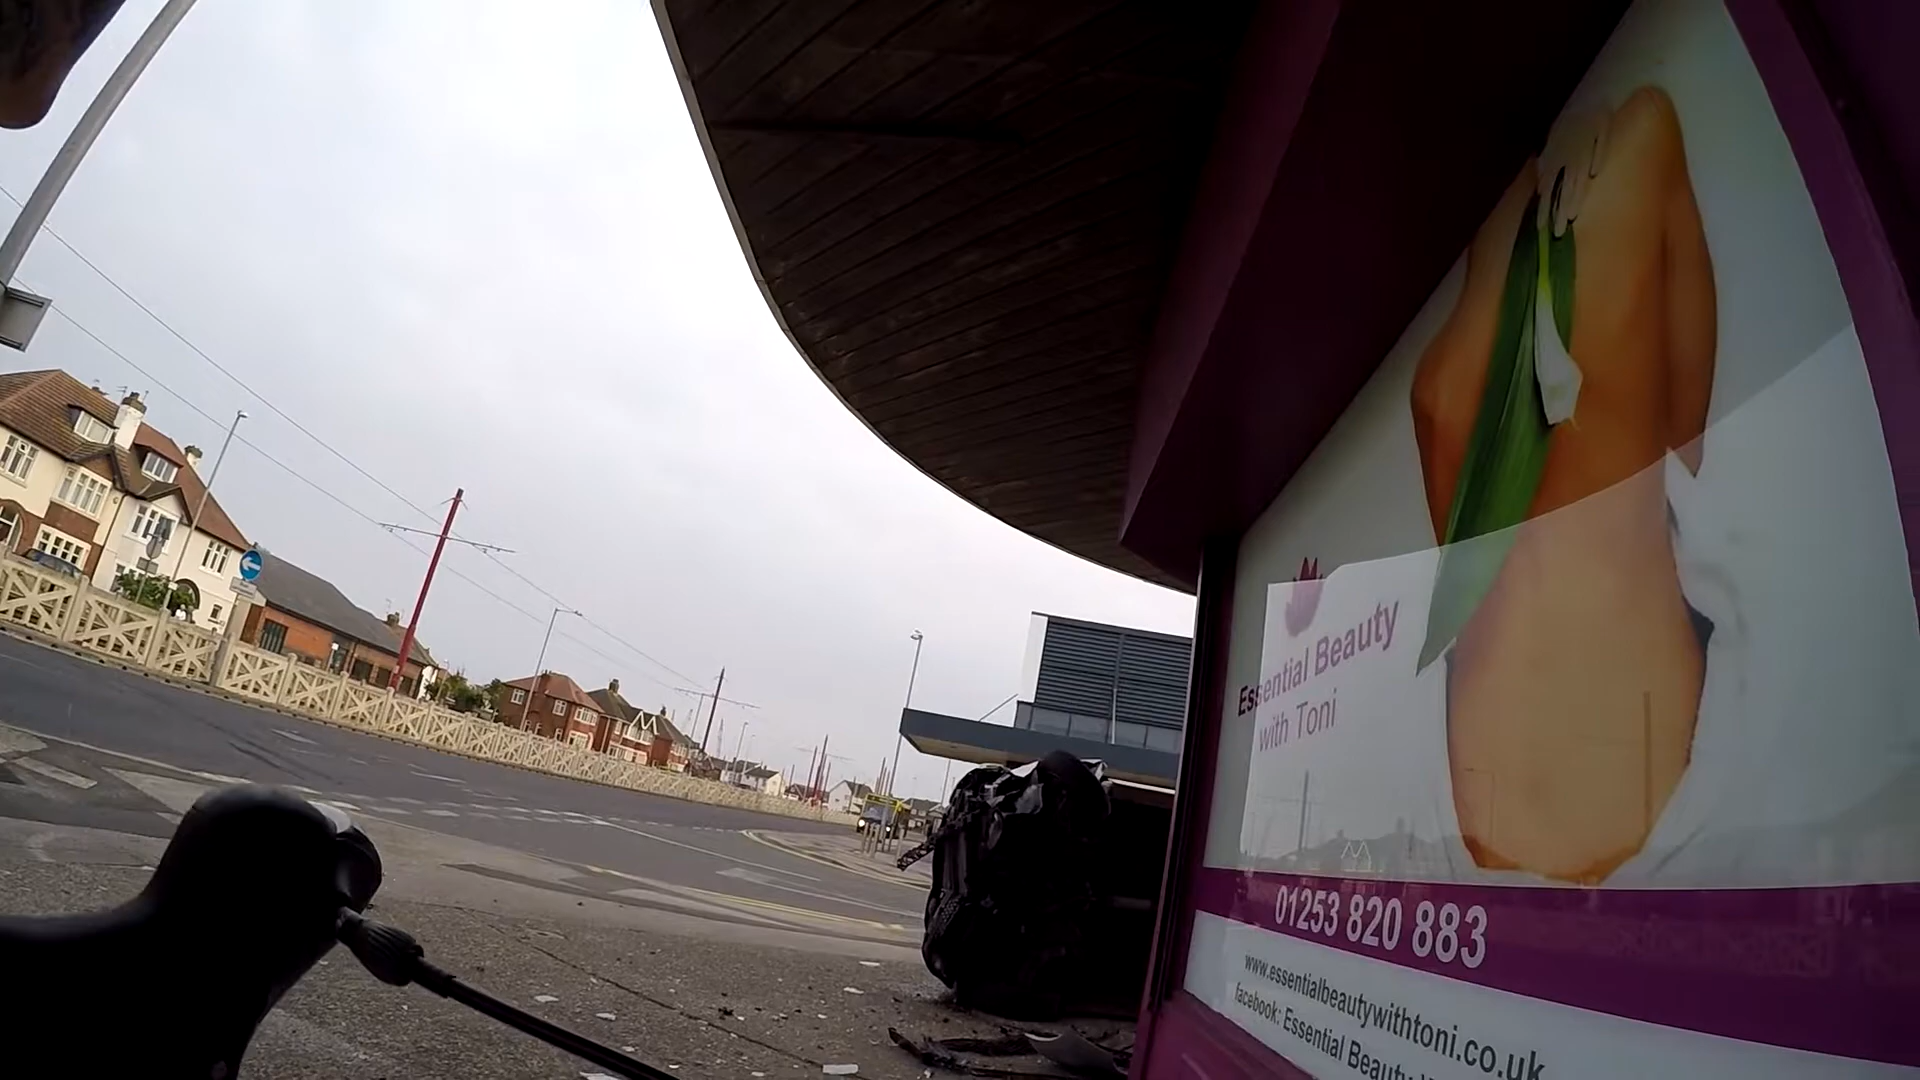 Essential Beauty
with Toni
01253 820 883
www.essentialbeautywithtoni.co.uk
facebook: Essential Beauty